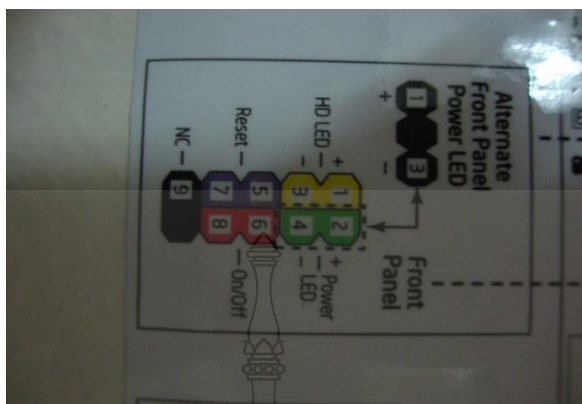 Alternate
Front Panel
Power LED
1
3
+
-
HD LED
+
-
Reset
NC
1
3
5
7
9
2
4
6
8
+
Power
LED
-
On/Off
Front
Panel